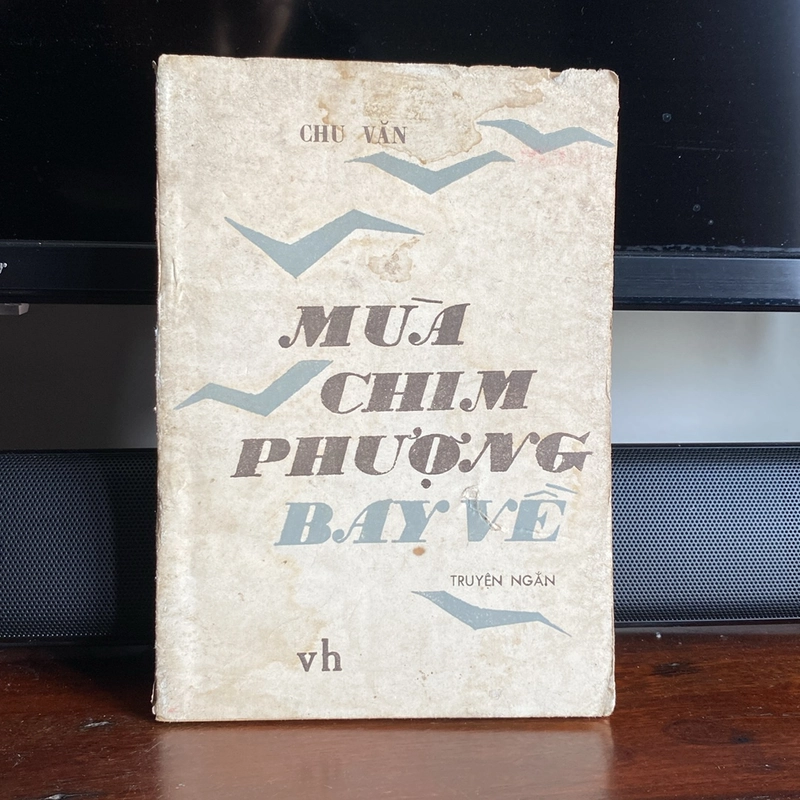 CHU VĂN
MÙA
CHIM
PHƯỢNG
BAY VỀ
TRUYỆN NGẮN
vh